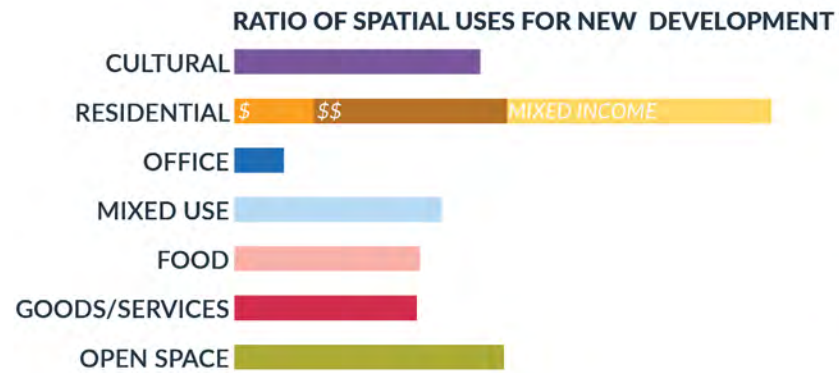 RATIO OF SPATIAL USES FOR NEW DEVELOPMENT
CULTURAL
RESIDENTIAL $ $$ MIXED INCOME
OFFICE
MIXED USE
FOOD
GOODS/SERVICES
OPEN SPACE